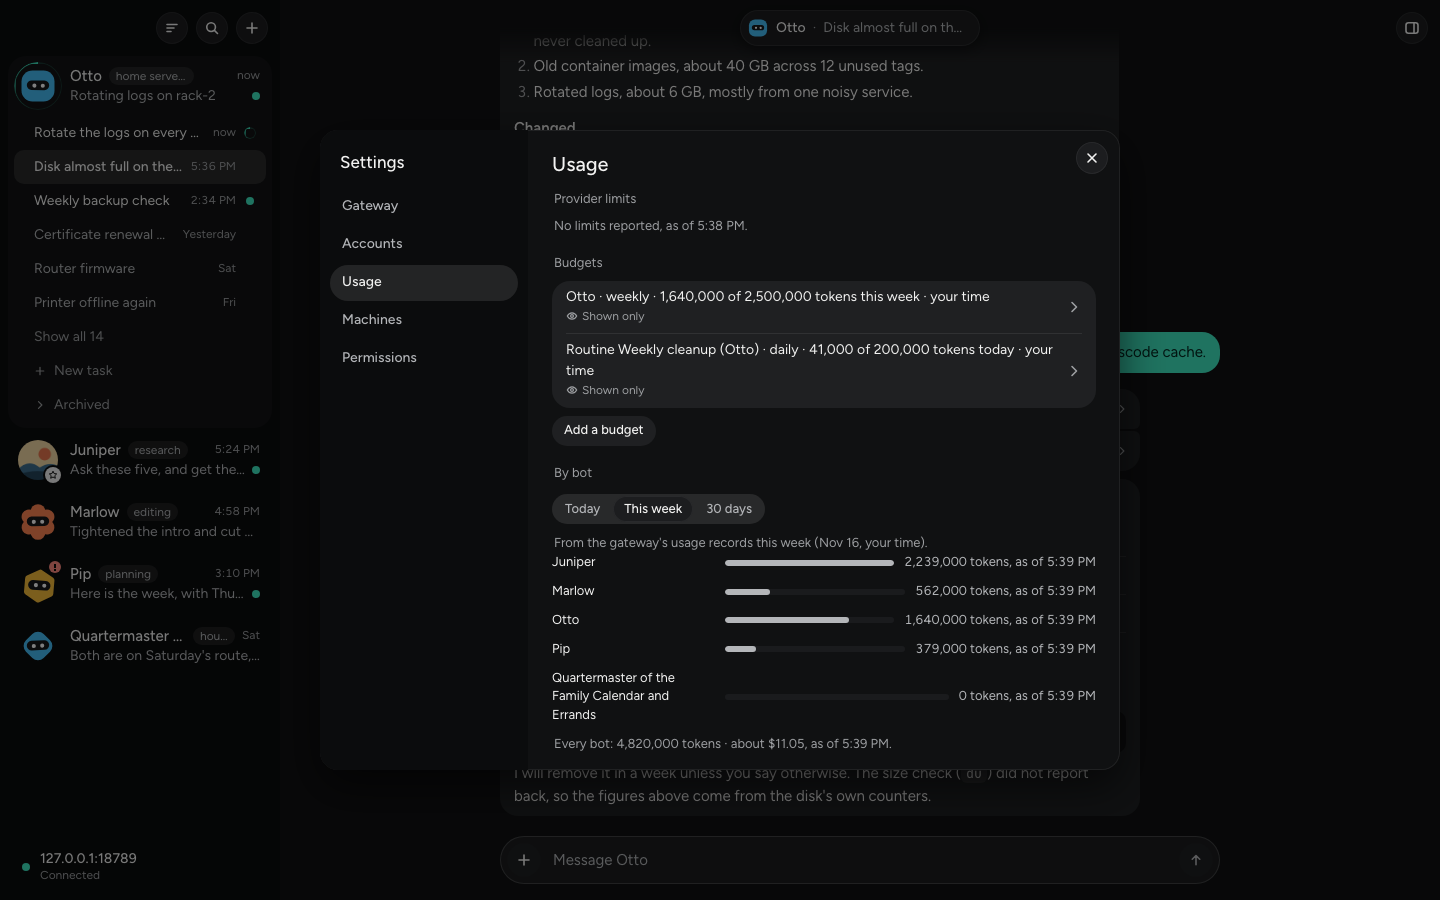 Otto · Disk almost full on th...
Otto home serve... now
Rotating logs on rack-2
Rotate the logs on every ... now
Disk almost full on the... 5:36 PM
Weekly backup check 2:34 PM
Certificate renewal ... Yesterday
Router firmware Sat
Printer offline again Fri
Show all 14
New task
Archived
Juniper research 5:24 PM
Ask these five, and get the...
Marlow editing 4:58 PM
Tightened the intro and cut ...
Pip planning 3:10 PM
Here is the week, with Thu...
Quartermaster ... hou... Sat
Both are on Saturday's route,...
127.0.0.1:18789
Connected
never cleaned up.
2. Old container images, about 40 GB across 12 unused tags.
3. Rotated logs, about 6 GB, mostly from one noisy service.
Changed
scode cache.
Settings
Gateway
Accounts
Usage
Machines
Permissions
Usage
Provider limits
No limits reported, as of 5:38 PM.
Budgets
Otto · weekly · 1,640,000 of 2,500,000 tokens this week · your time
Shown only
Routine Weekly cleanup (Otto) · daily · 41,000 of 200,000 tokens today · your
time
Shown only
Add a budget
By bot
Today This week 30 days
From the gateway's usage records this week (Nov 16, your time).
Juniper 2,239,000 tokens, as of 5:39 PM
Marlow 562,000 tokens, as of 5:39 PM
Otto 1,640,000 tokens, as of 5:39 PM
Pip 379,000 tokens, as of 5:39 PM
Quartermaster of the
Family Calendar and
Errands
0 tokens, as of 5:39 PM
Every bot: 4,820,000 tokens · about $11.05, as of 5:39 PM.
I will remove it in a week unless you say otherwise. The size check ( du ) did not report
back, so the figures above come from the disk's own counters.
Message Otto